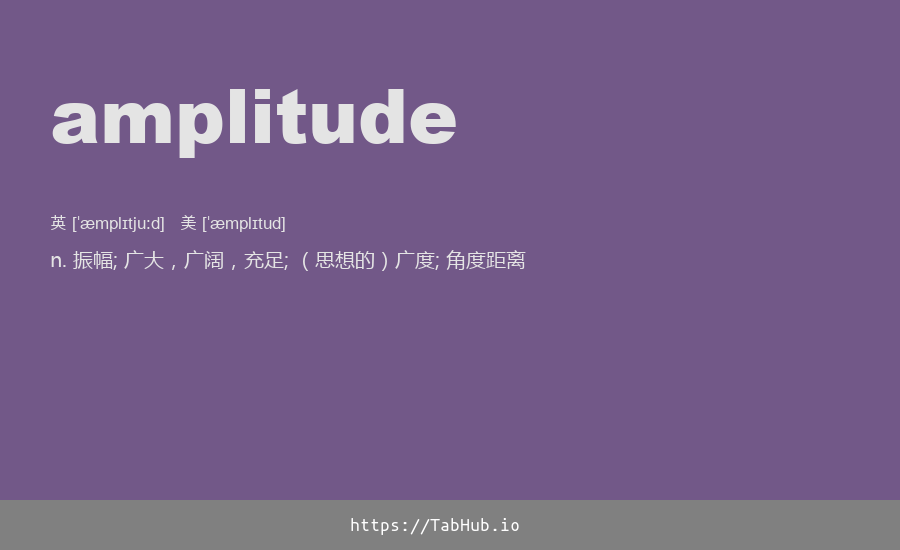 amplitude
英 [ˈæmplɪtjuːd] 美 [ˈæmplɪtud]
n. 振幅; 广大，广阔，充足; （思想的）广度; 角度距离
https://TabHub.io